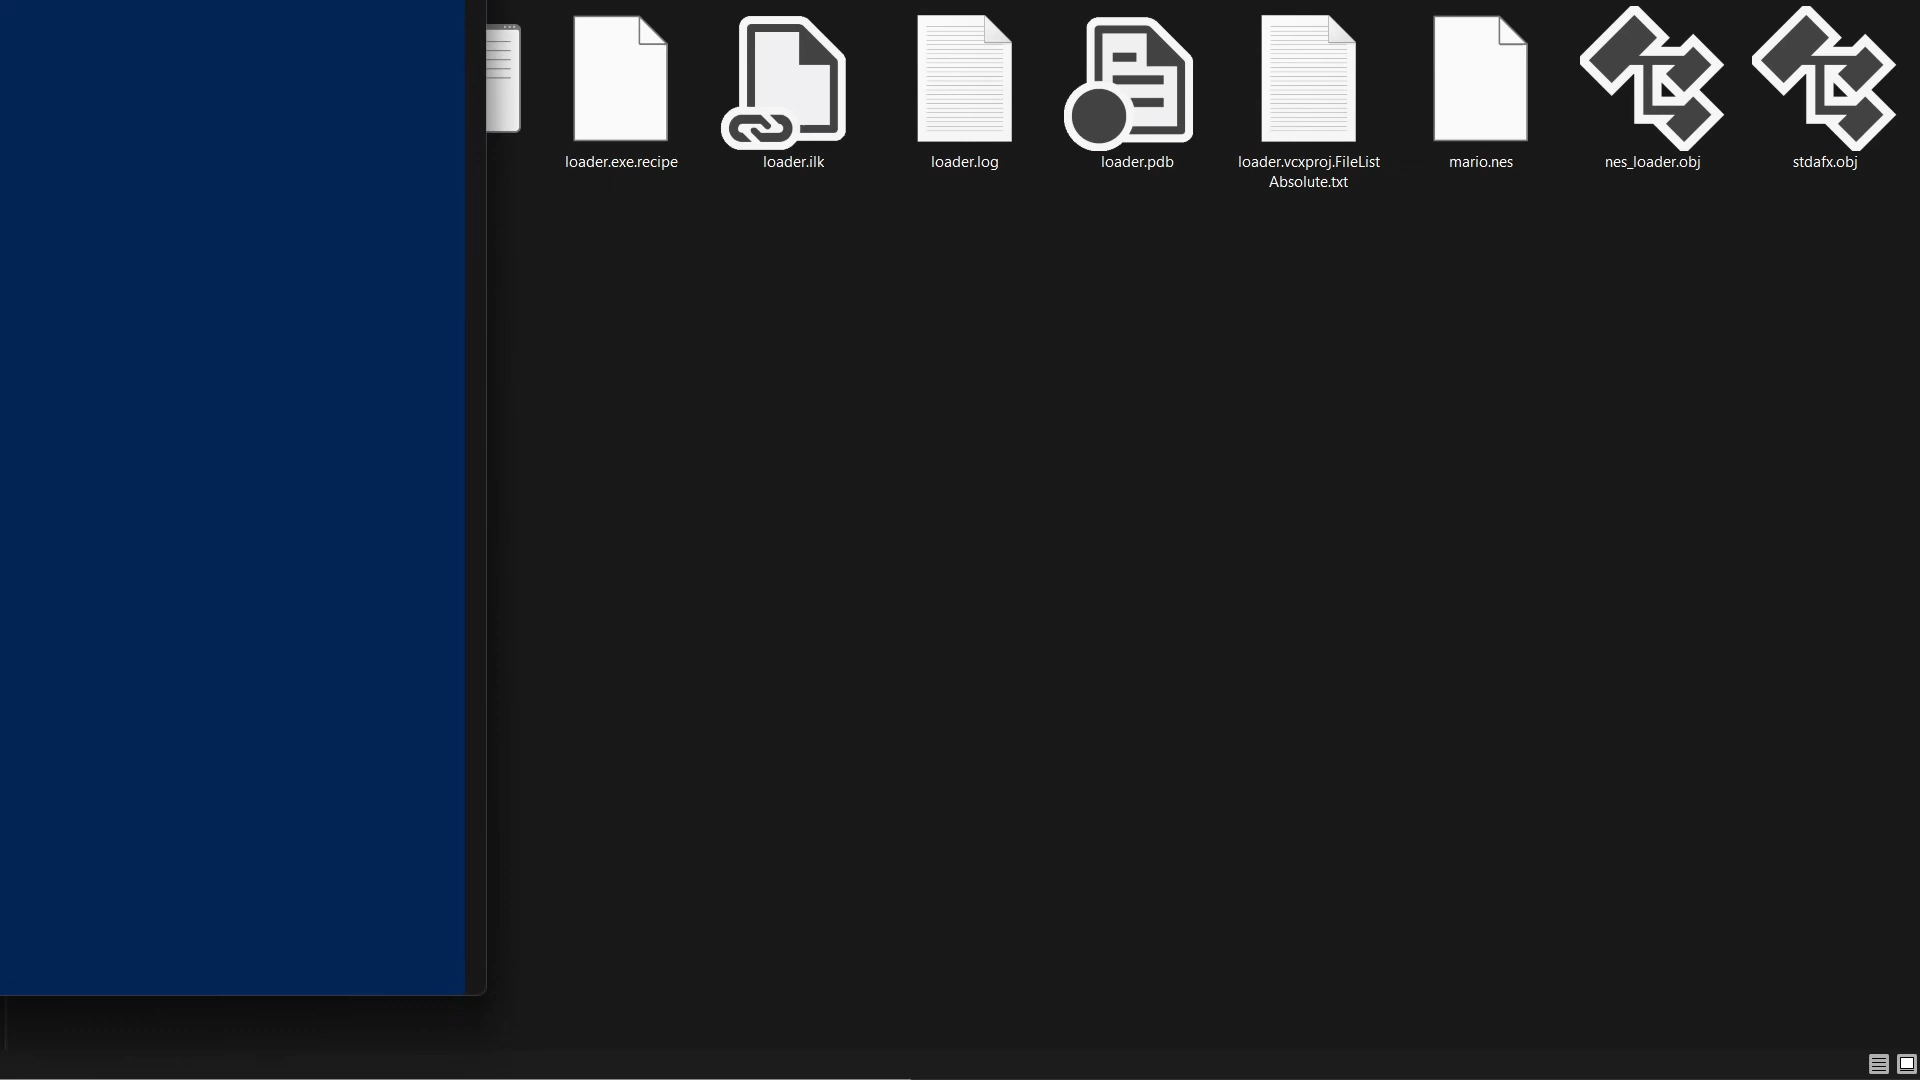 loader.exe.recipe
loader.ilk
loader.log
loader.pdb
loader.vcxproj.FileList
Absolute.txt
mario.nes
nes_loader.obj
stdafx.obj